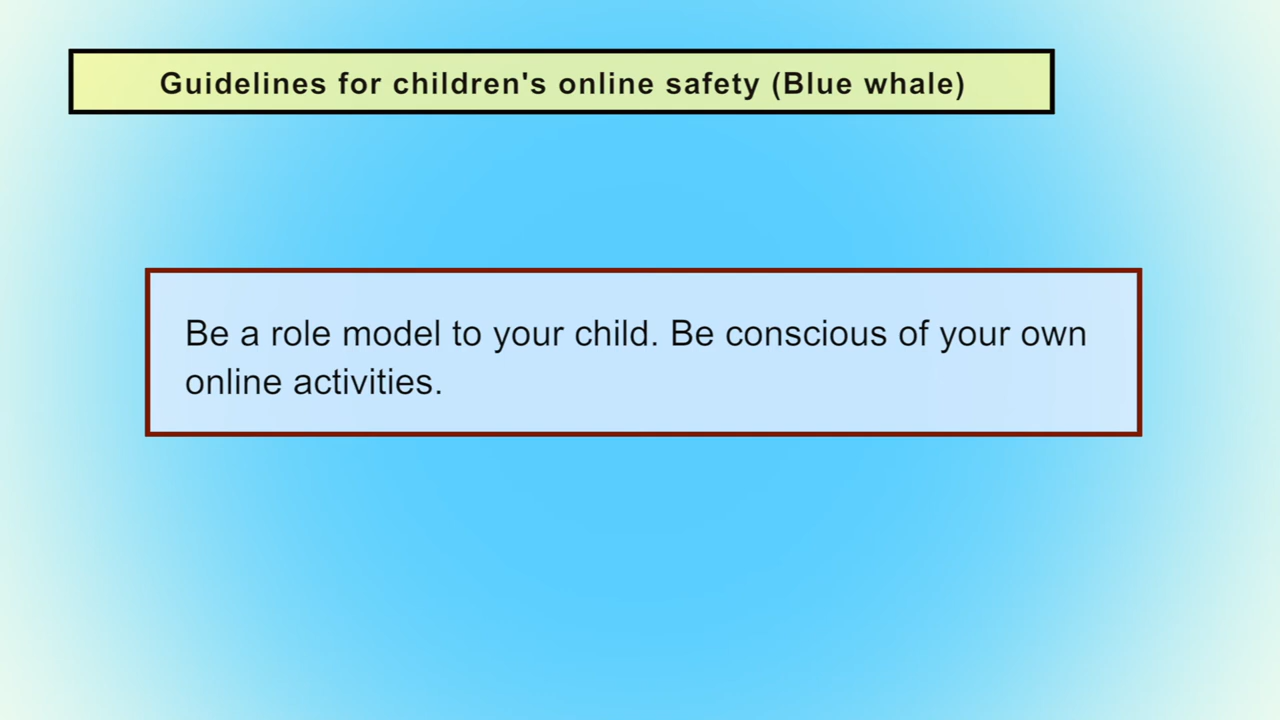 Guidelines for children's online safety (Blue whale)
Be a role model to your child. Be conscious of your own
online activities.